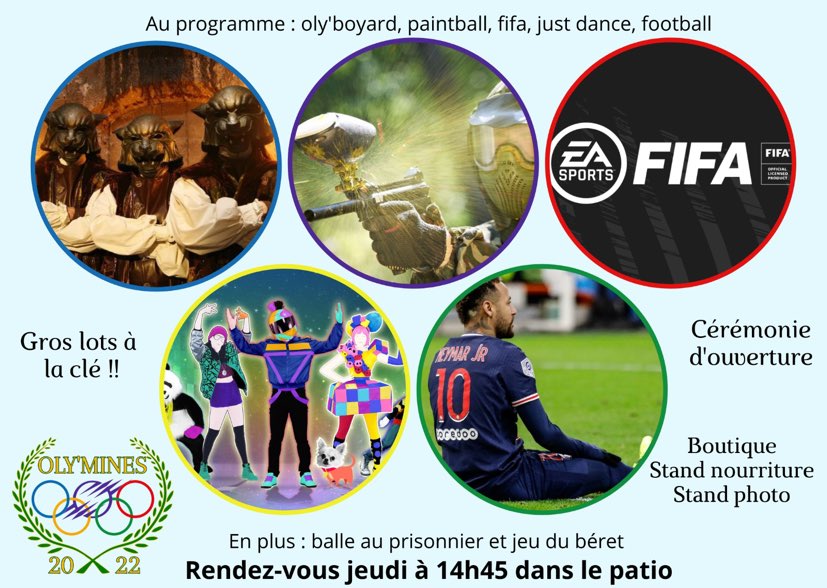 Au programme : oly'boyard, paintball, fifa, just dance, football
EA
SPORTS
FIFA
FIFA
OFFICIAL
LICENSED
PRODUCT
Gros lots à
la clé !!
NEYMAR JR
10
ooredoo
Cérémonie
d'ouverture
Boutique
Stand nourriture
Stand photo
OLY'MINES
20 22
En plus : balle au prisonnier et jeu du béret
Rendez-vous jeudi à 14h45 dans le patio